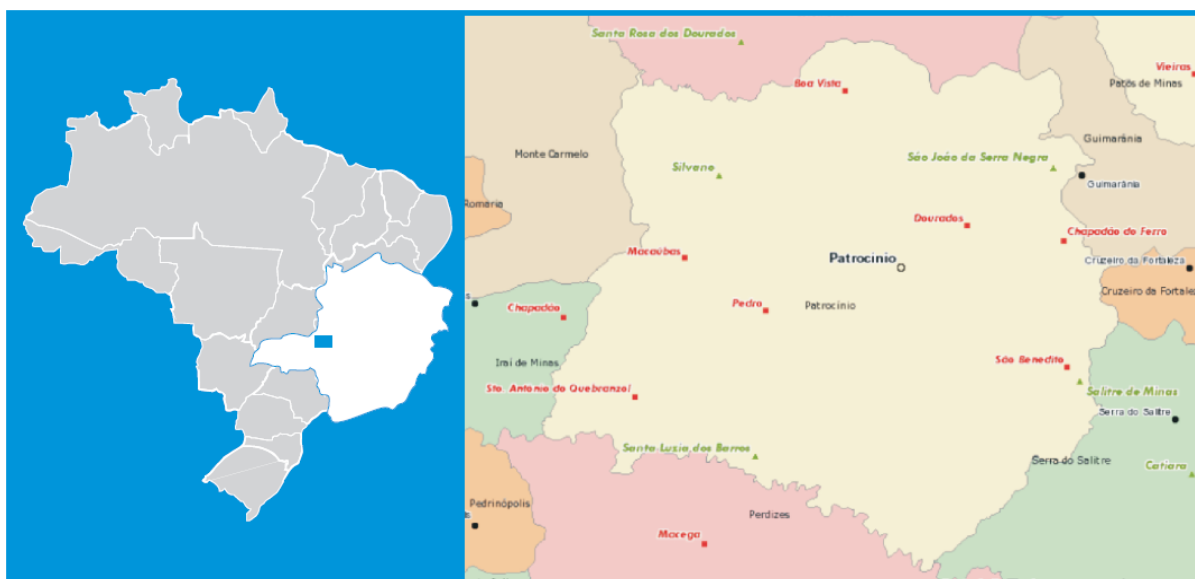 Santa Rosa dos Dourados
Vieiras
Boa Vista
Patos de Minas
Guimarânia
Monte Carmelo
São João da Serra Negra
Silvano
Guimarânia
Romaria
Dourados
Chapadão de Ferro
Macaúbas
Patrocínio
Cruzeiro da Fortaleza
Cruzeiro da Fortalez
Pedro
Patrocínio
Chapadão
São Benedito
Iraí de Minas
Sto. Antonio do Quebranzol
Salitre de Minas
Serra do Salitre
Santa Luzia dos Barros
Serra do Salitre
Catiara
Pedrinópolis
Perdizes
Macega